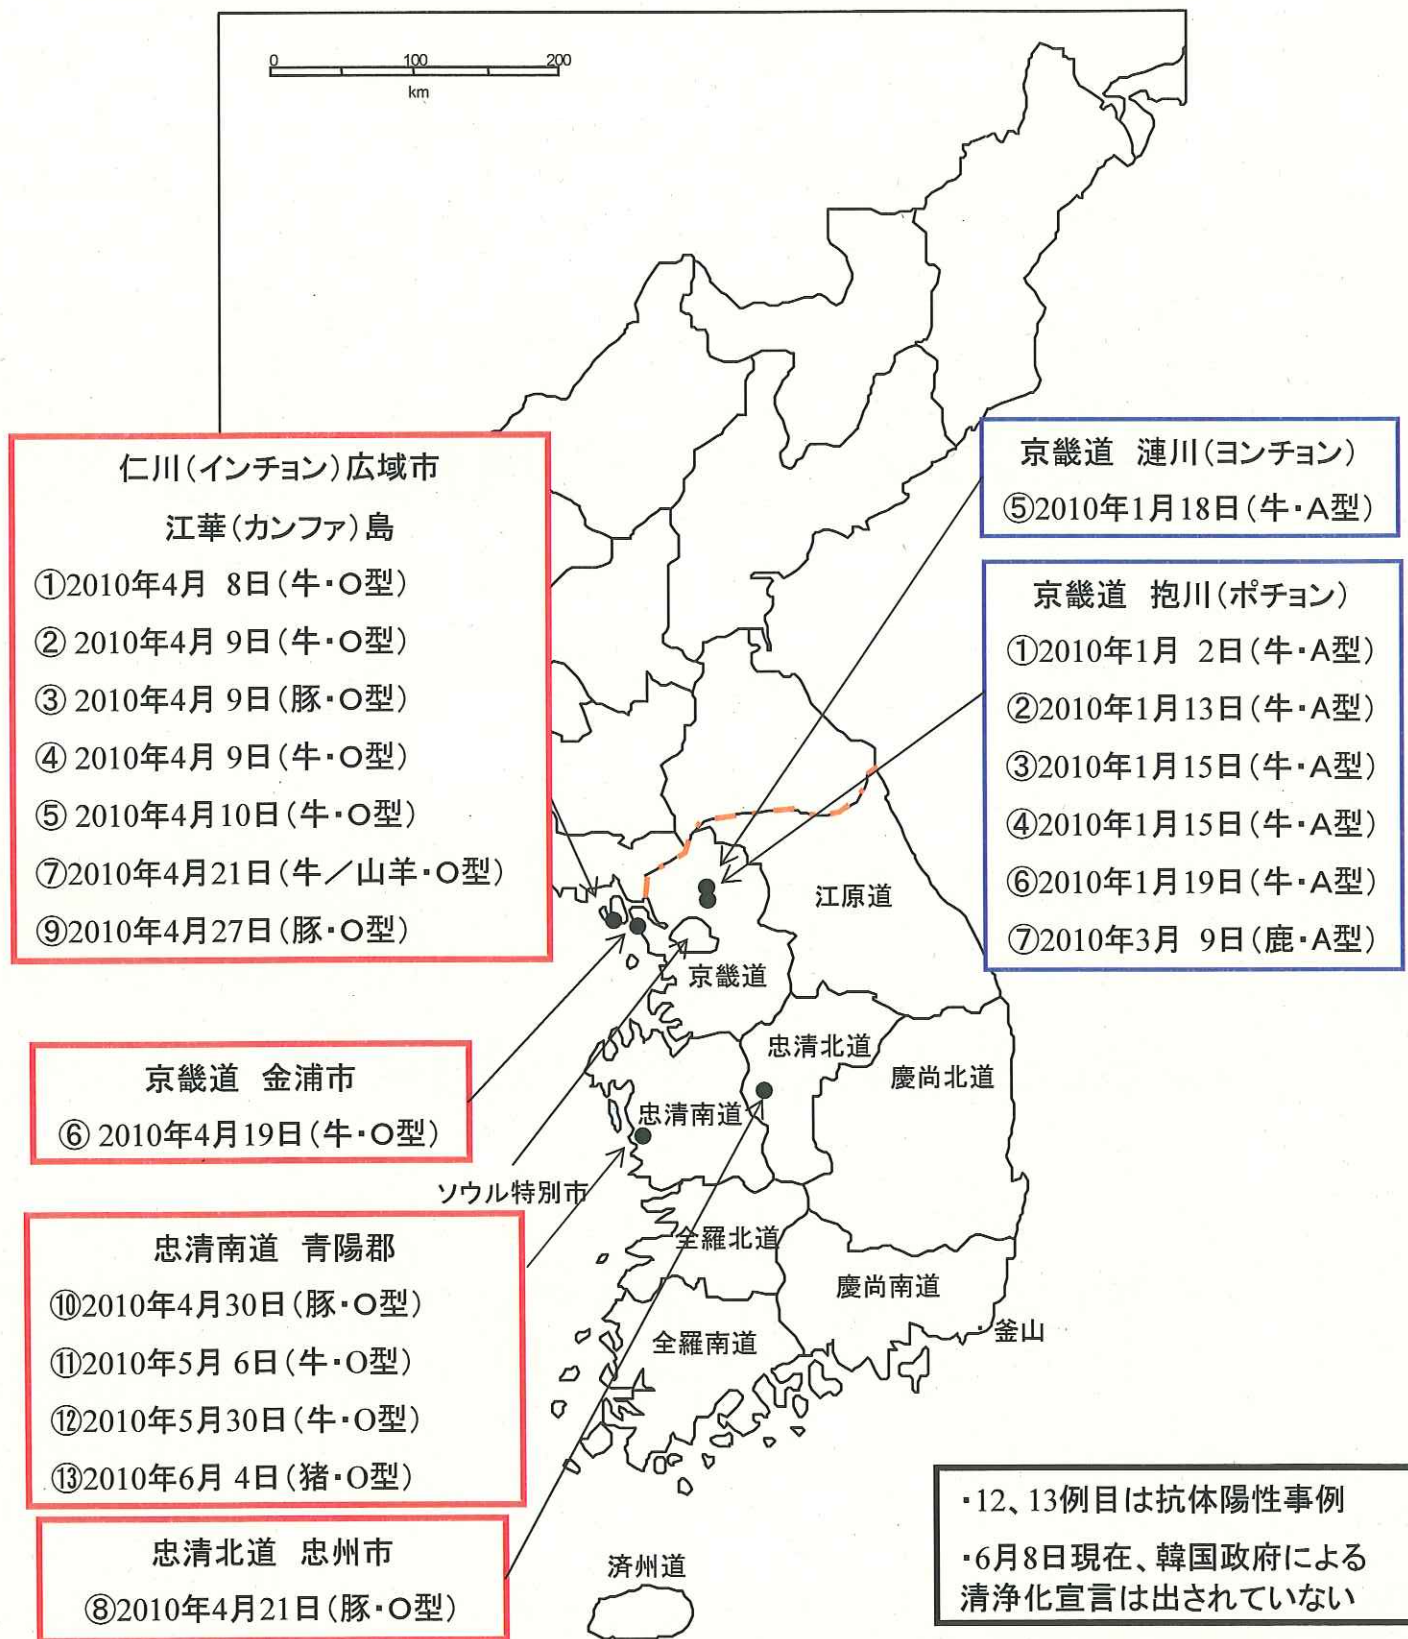 0 100 200
km
仁川(インチョン)広域市
江華(カンファ)島
①2010年4月 8日(牛・O型)
② 2010年4月 9日(牛・O型)
③ 2010年4月 9日(豚・O型)
④ 2010年4月 9日(牛・O型)
⑤ 2010年4月10日(牛・O型)
⑦2010年4月21日(牛/山羊・O型)
⑨2010年4月27日(豚・O型)
京畿道 漣川(ヨンチョン)
⑤2010年1月18日(牛・A型)
京畿道 抱川(ポチョン)
①2010年1月 2日(牛・A型)
②2010年1月13日(牛・A型)
③2010年1月15日(牛・A型)
④2010年1月15日(牛・A型)
⑥2010年1月19日(牛・A型)
⑦2010年3月 9日(鹿・A型)
江原道
京畿道
忠清北道
慶尚北道
忠清南道
京畿道 金浦市
⑥ 2010年4月19日(牛・O型)
ソウル特別市
全羅北道
慶尚南道
・釜山
全羅南道
忠清南道 青陽郡
⑩2010年4月30日(豚・O型)
⑪2010年5月 6日(牛・O型)
⑫2010年5月30日(牛・O型)
⑬2010年6月 4日(猪・O型)
忠清北道 忠州市
⑧2010年4月21日(豚・O型)
済州道
・12、13例目は抗体陽性事例
・6月8日現在、韓国政府による
清浄化宣言は出されていない